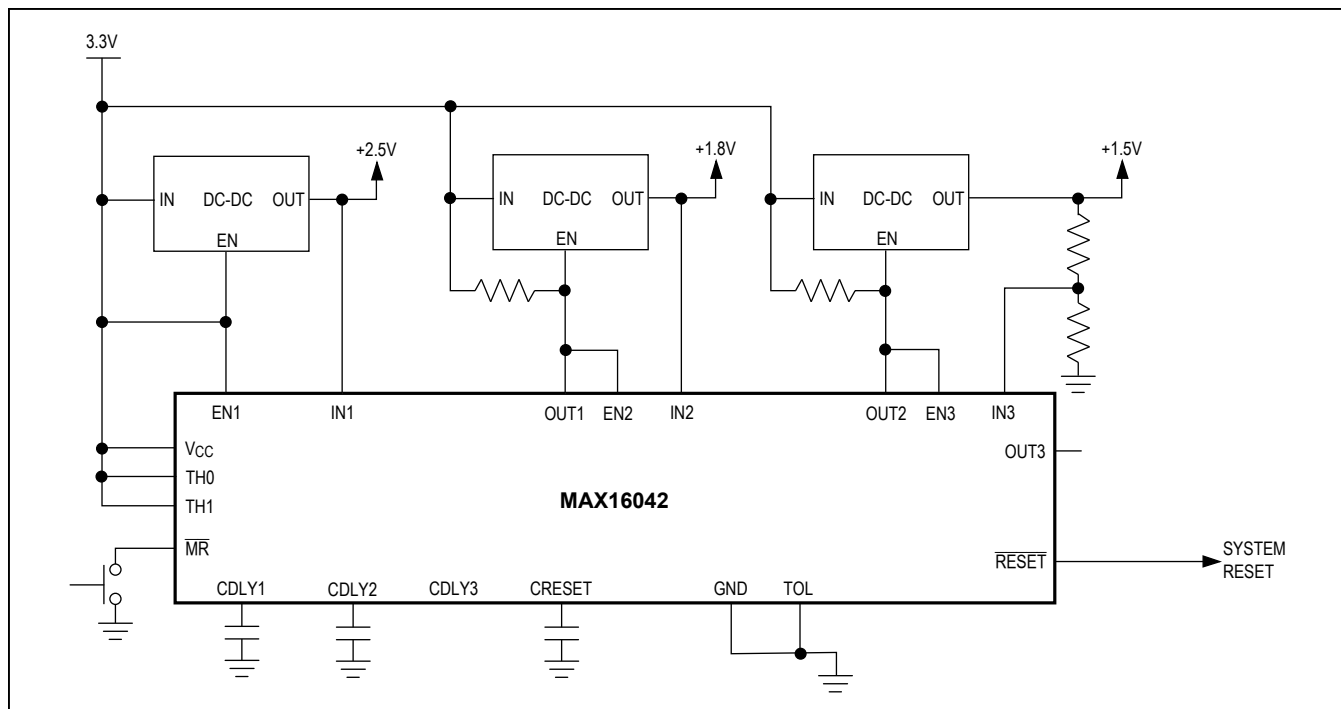 3.3V
+2.5V
+1.8V
+1.5V
IN DC-DC OUT
EN
IN DC-DC OUT
EN
IN DC-DC OUT
EN
EN1 IN1 OUT1 EN2 IN2 OUT2 EN3 IN3
VCC
TH0
TH1
MR
MAX16042
OUT3
RESET
SYSTEM
RESET
CDLY1 CDLY2 CDLY3 CRESET GND TOL